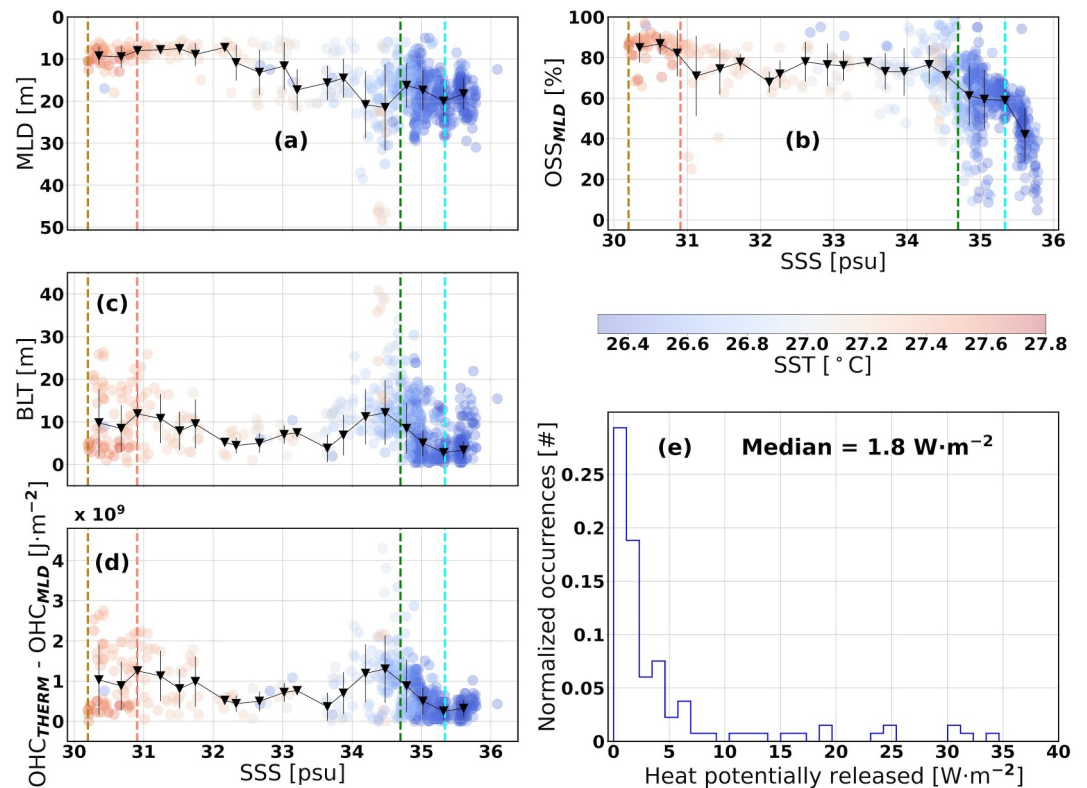 0
10
20
30
40
50
MLD [m]
(a)
100
80
60
40
20
0
OSS_MLD [%]
(b)
30 31 32 33 34 35 36
SSS [psu]
40
30
20
10
0
BLT [m]
(c)
26.4 26.6 26.8 27.0 27.2 27.4 27.6 27.8
SST [°C]
x 10⁹
4
3
2
1
0
OHC_THERM - OHC_MLD [J·m⁻²]
(d)
30 31 32 33 34 35 36
SSS [psu]
(e) Median = 1.8 W·m⁻²
0.25
0.2
0.15
0.1
0.05
0
Normalized occurrences [#]
0 5 10 15 20 25 30 35 40
Heat potentially released [W·m⁻²]